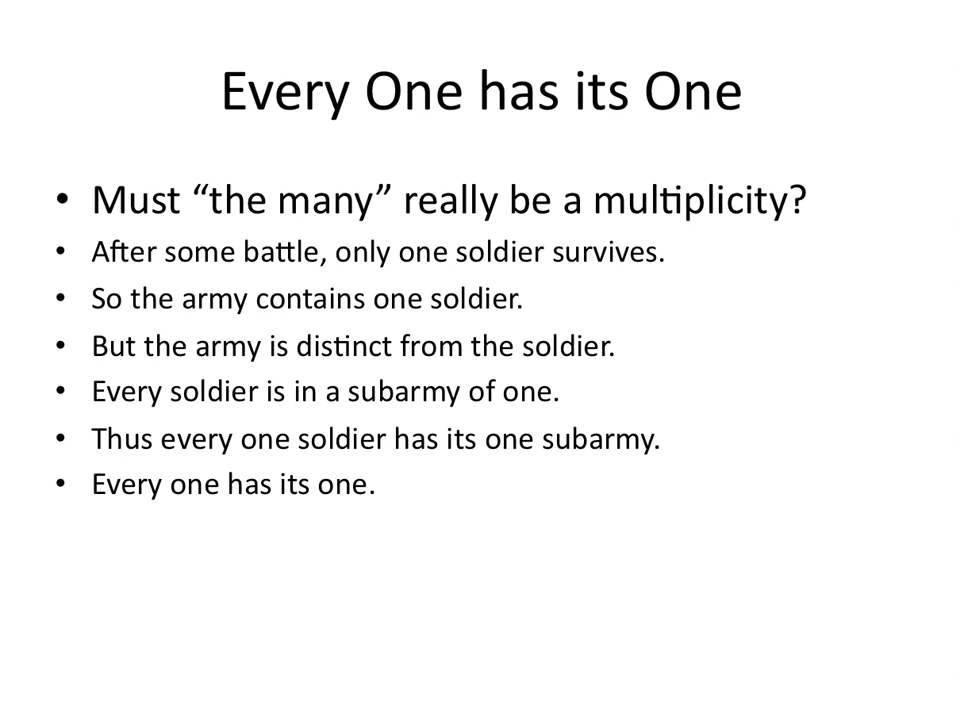 Every One has its One
• Must “the many” really be a multiplicity?
• After some battle, only one soldier survives.
• So the army contains one soldier.
• But the army is distinct from the soldier.
• Every soldier is in a subarmy of one.
• Thus every one soldier has its one subarmy.
• Every one has its one.